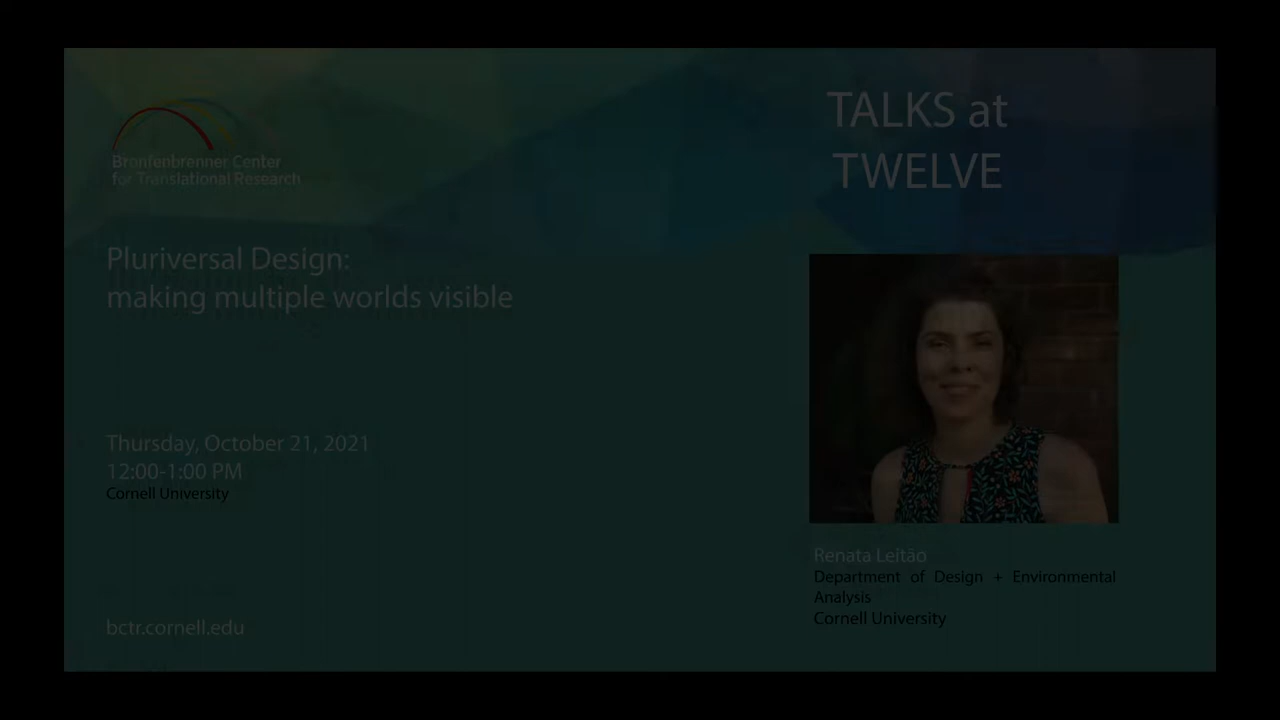 TALKS at
TWELVE
Bronfenbrenner Center
for Translational Research
Pluriversal Design:
making multiple worlds visible
Thursday, October 21, 2021
12:00-1:00 PM
Cornell University
Renata Leitão
Department of Design + Environmental
Analysis
Cornell University
bctr.cornell.edu